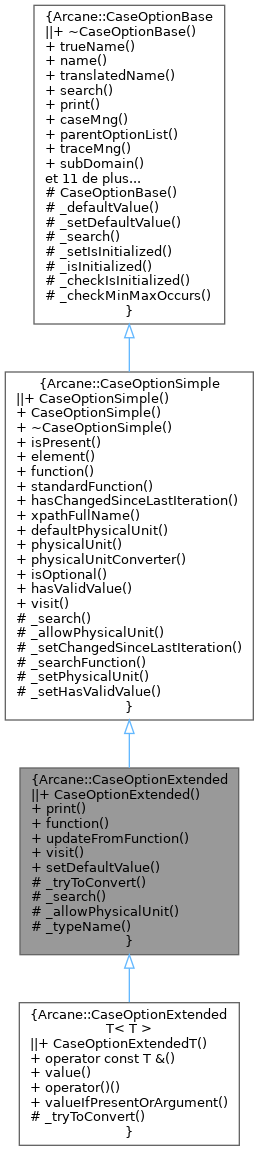 {Arcane::CaseOptionBase
||+ ~CaseOptionBase()
+ trueName()
+ name()
+ translatedName()
+ search()
+ print()
+ caseMng()
+ parentOptionList()
+ traceMng()
+ subDomain()
et 11 de plus...
# CaseOptionBase()
# _defaultValue()
# _setDefaultValue()
# _search()
# _setIsInitialized()
# _isInitialized()
# _checkIsInitialized()
# _checkMinMaxOccurs()
}
{Arcane::CaseOptionSimple
||+ CaseOptionSimple()
+ CaseOptionSimple()
+ ~CaseOptionSimple()
+ isPresent()
+ element()
+ function()
+ standardFunction()
+ hasChangedSinceLastIteration()
+ xpathFullName()
+ defaultPhysicalUnit()
+ physicalUnit()
+ physicalUnitConverter()
+ isOptional()
+ hasValidValue()
+ visit()
# _search()
# _allowPhysicalUnit()
# _setChangedSinceLastIteration()
# _searchFunction()
# _setPhysicalUnit()
# _setHasValidValue()
}
{Arcane::CaseOptionExtended
||+ CaseOptionExtended()
+ print()
+ function()
+ updateFromFunction()
+ visit()
+ setDefaultValue()
# _tryToConvert()
# _search()
# _allowPhysicalUnit()
# _typeName()
}
{Arcane::CaseOptionExtended
T< T >
||+ CaseOptionExtendedT()
+ operator const T &()
+ value()
+ operator()()
+ valueIfPresentOrArgument()
# _tryToConvert()
}